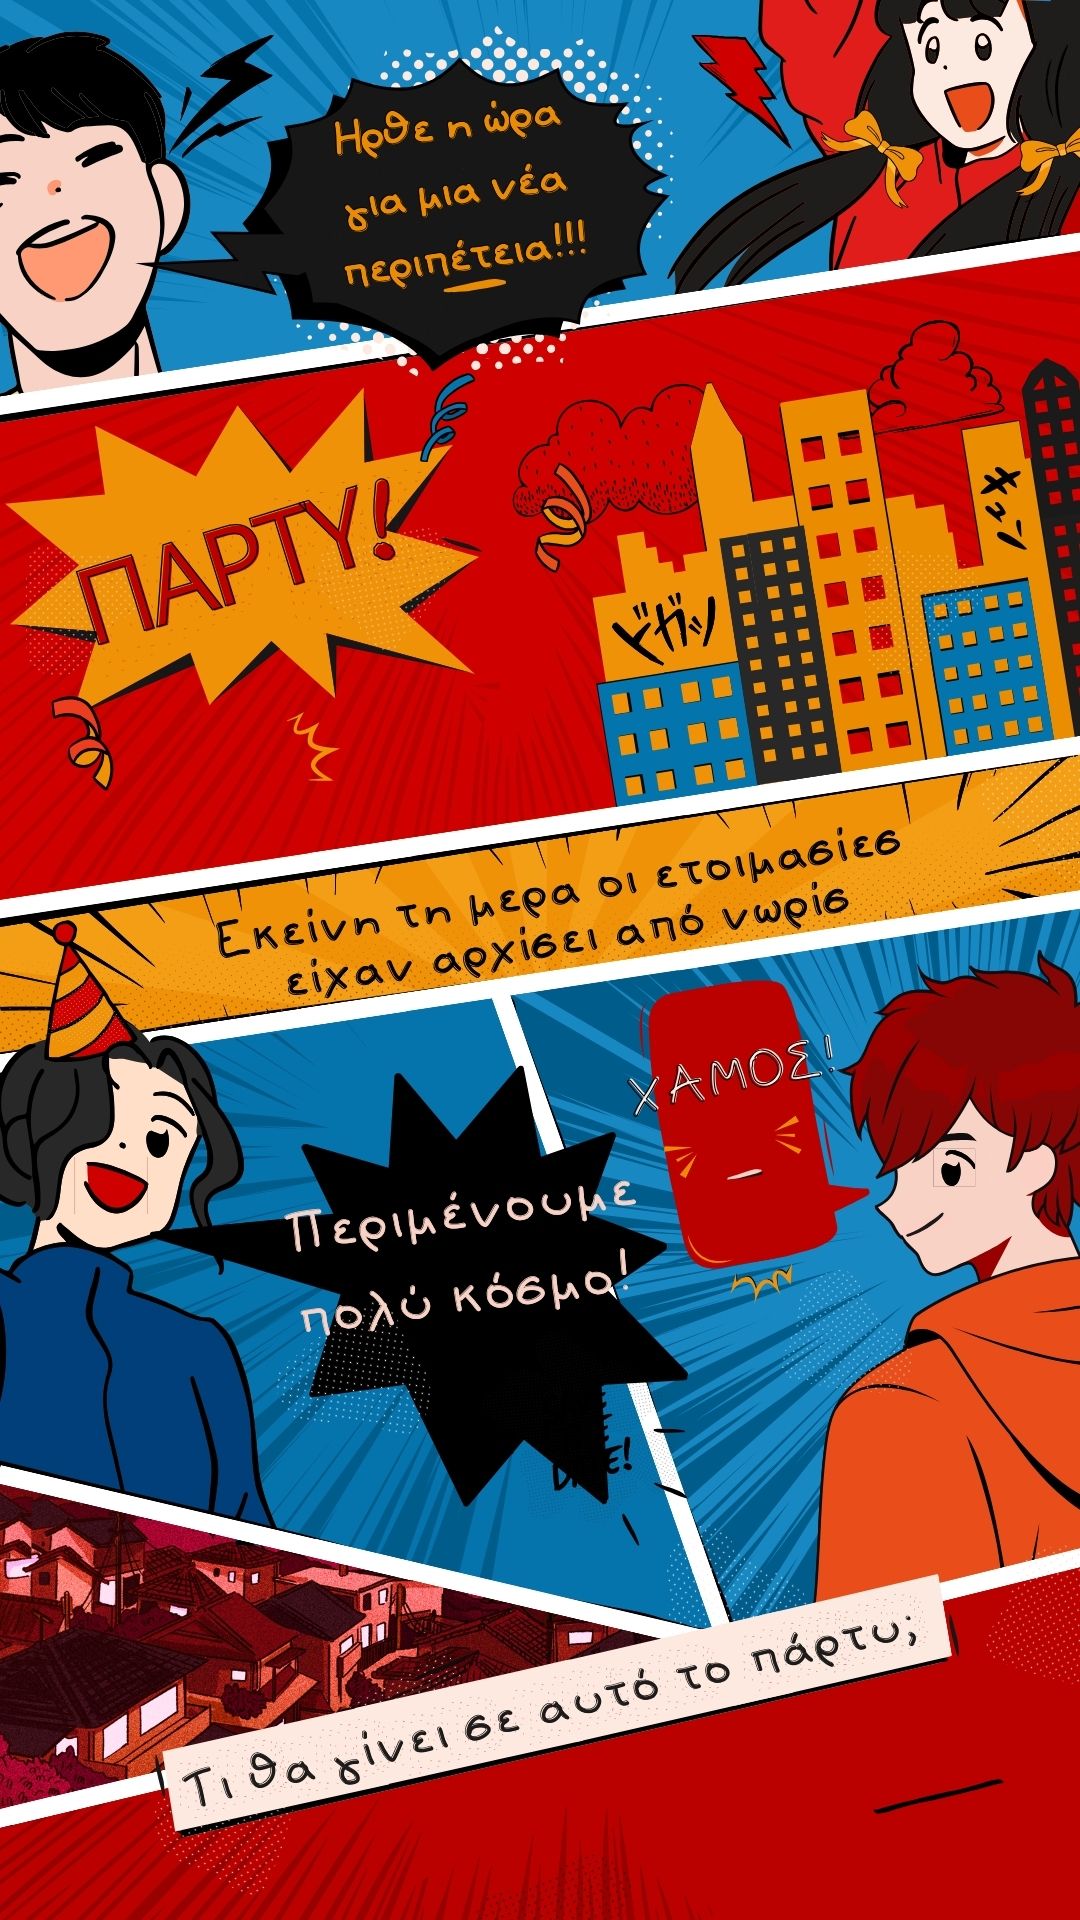 Ηρθε η ώρα
για μια νέα
περιπέτεια!!!
ΠΑΡΤΥ!
ドガッ
キュー
Εκείνη τη μερα οι ετοιμασίες
είχαν αρχίσει από νωρίς
ΧΑΜΟΣ!
Περιμένουμε
πολύ κόσμα!
Τι θα γίνει σε αυτό το πάρτυ;